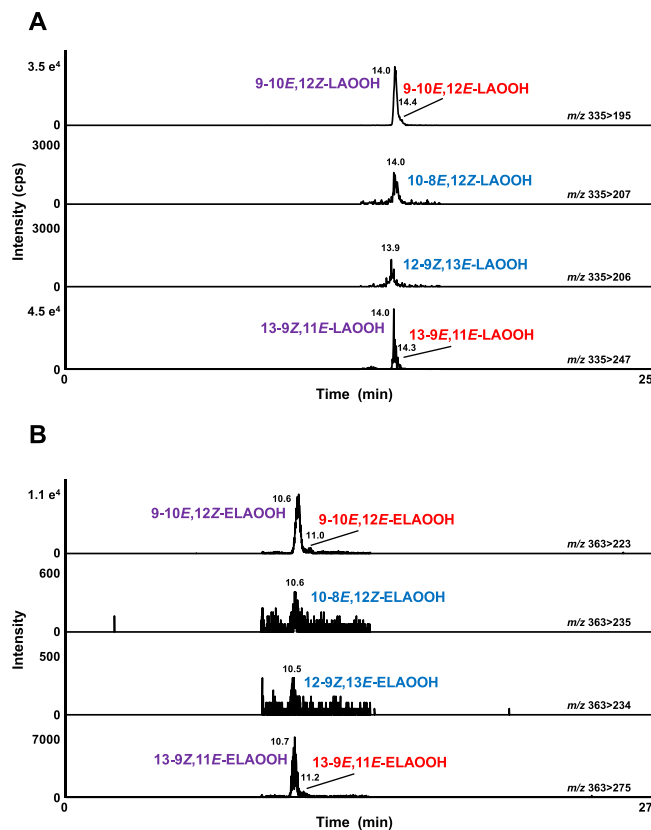 A
3.5 e⁴
14.0
9-10E,12Z-LAOOH
9-10E,12E-LAOOH
14.4
0
m/z 335>195
3000
14.0
10-8E,12Z-LAOOH
0
m/z 335>207
3000
13.9
12-9Z,13E-LAOOH
0
m/z 335>206
4.5 e⁴
14.0
13-9Z,11E-LAOOH
13-9E,11E-LAOOH
14.3
0
m/z 335>247
0
25
Time (min)
Intensity (cps)
B
1.1 e⁴
10.6
9-10E,12Z-ELAOOH
9-10E,12E-ELAOOH
11.0
0
m/z 363>223
600
10.6
10-8E,12Z-ELAOOH
0
m/z 363>235
500
10.5
12-9Z,13E-ELAOOH
0
m/z 363>234
7000
10.7
13-9Z,11E-ELAOOH
13-9E,11E-ELAOOH
11.2
0
m/z 363>275
0
27
Time (min)
Intensity